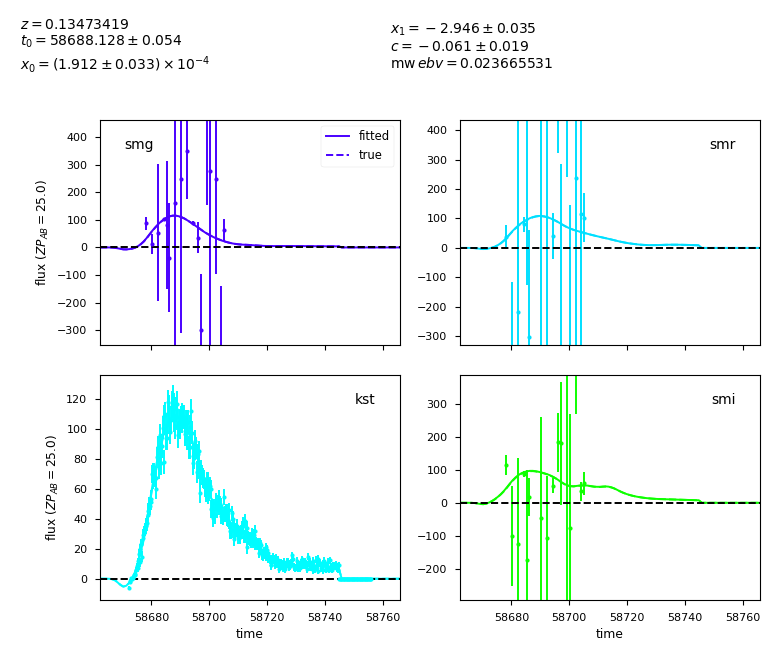 z = 0.13473419
t₀ = 58688.128 ± 0.054
x₀ = (1.912 ± 0.033) × 10⁻⁴
x₁ = −2.946 ± 0.035
c = −0.061 ± 0.019
mw ebv = 0.023665531
smg
fitted
true
flux (ZP_AB = 25.0)
400
300
200
100
0
−100
−200
−300
smr
400
300
200
100
0
−100
−200
−300
kst
flux (ZP_AB = 25.0)
120
100
80
60
40
20
0
58680 58700 58720 58740 58760
time
smi
300
200
100
0
−100
−200
58680 58700 58720 58740 58760
time